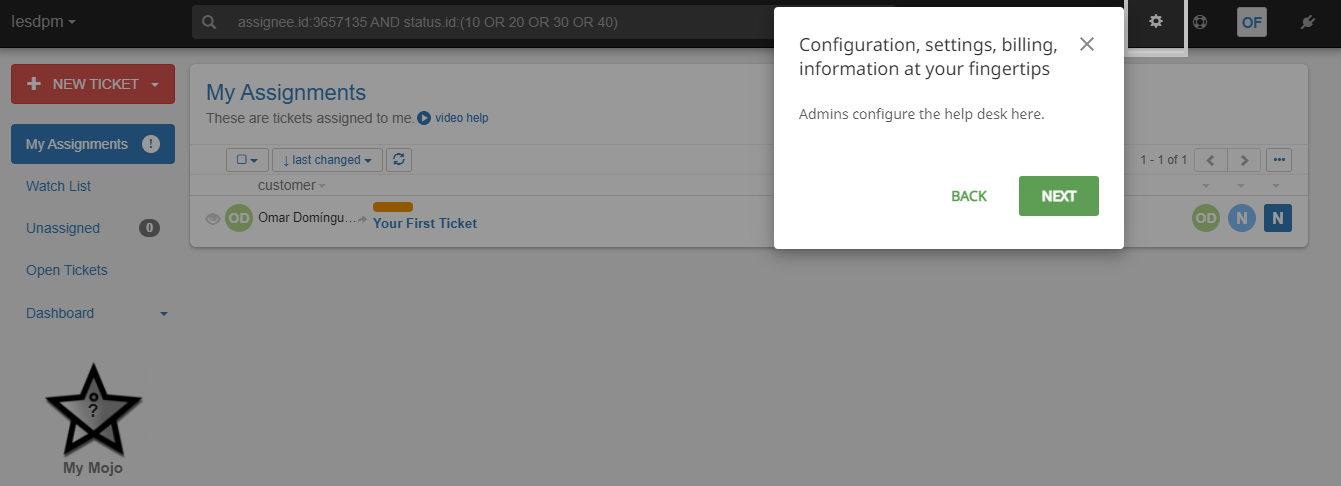 lesdpm
assignee.id:3657135 AND status.id:(10 OR 20 OR 30 OR 40)
OF
Configuration, settings, billing,
information at your fingertips
Admins configure the help desk here.
BACK
NEXT
NEW TICKET
My Assignments
!
Watch List
Unassigned
0
Open Tickets
Dashboard
?
My Mojo
My Assignments
These are tickets assigned to me. video help
↓ last changed
1 - 1 of 1
customer
OD
Omar Domíngu...
Your First Ticket
OD
N
N